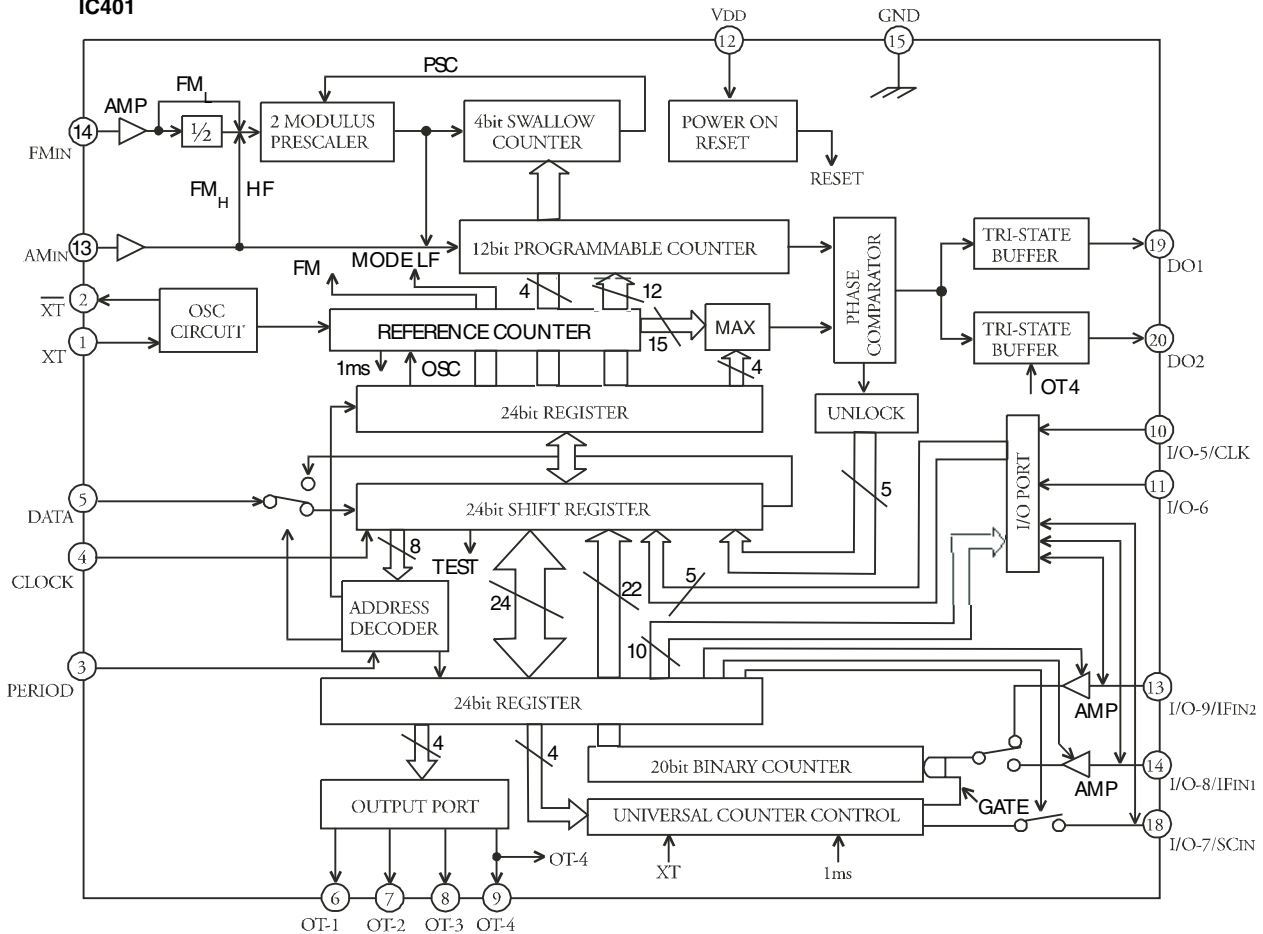 IC401
VDD
12
GND
15
PSC
FML
AMP
14
FMIN
1/2
2 MODULUS
PRESCALER
4bit SWALLOW
COUNTER
POWER ON
RESET
RESET
FMH
HF
13
AMIN
12bit PROGRAMMABLE COUNTER
PHASE
COMPARATOR
TRI-STATE
BUFFER
19
DO1
FM
MODE LF
4
12
2
XT
OSC
CIRCUIT
REFERENCE COUNTER
15
MAX
TRI-STATE
BUFFER
20
DO2
1
XT
1ms
OSC
4
OT4
24bit REGISTER
UNLOCK
10
I/O-5/CLK
I/O PORT
5
DATA
24bit SHIFT REGISTER
5
11
I/O-6
4
CLOCK
8
TEST
24
22
5
ADDRESS
DECODER
10
3
PERIOD
24bit REGISTER
13
AMP
I/O-9/IFIN2
4
4
20bit BINARY COUNTER
14
AMP
I/O-8/IFIN1
OUTPUT PORT
UNIVERSAL COUNTER CONTROL
GATE
18
I/O-7/SCIN
OT-4
XT
1ms
6
7
8
9
OT-1
OT-2
OT-3
OT-4